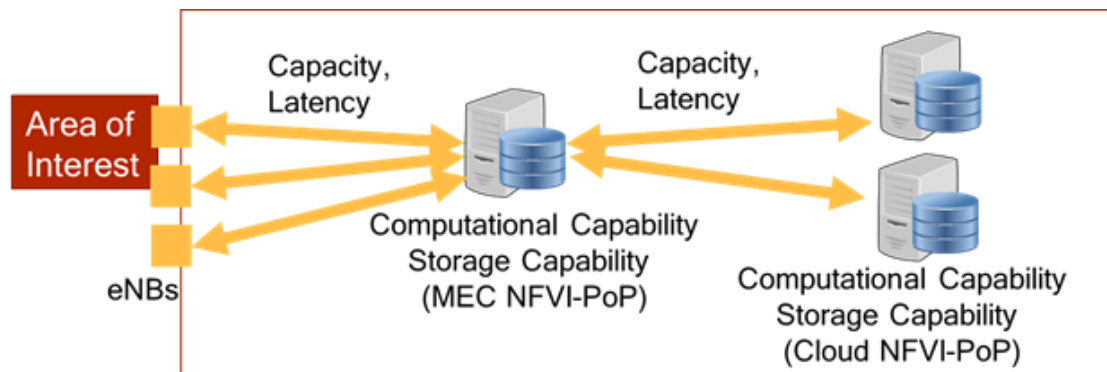 Area of
Interest
eNBs
Capacity,
Latency
Computational Capability
Storage Capability
(MEC NFVI-PoP)
Capacity,
Latency
Computational Capability
Storage Capability
(Cloud NFVI-PoP)